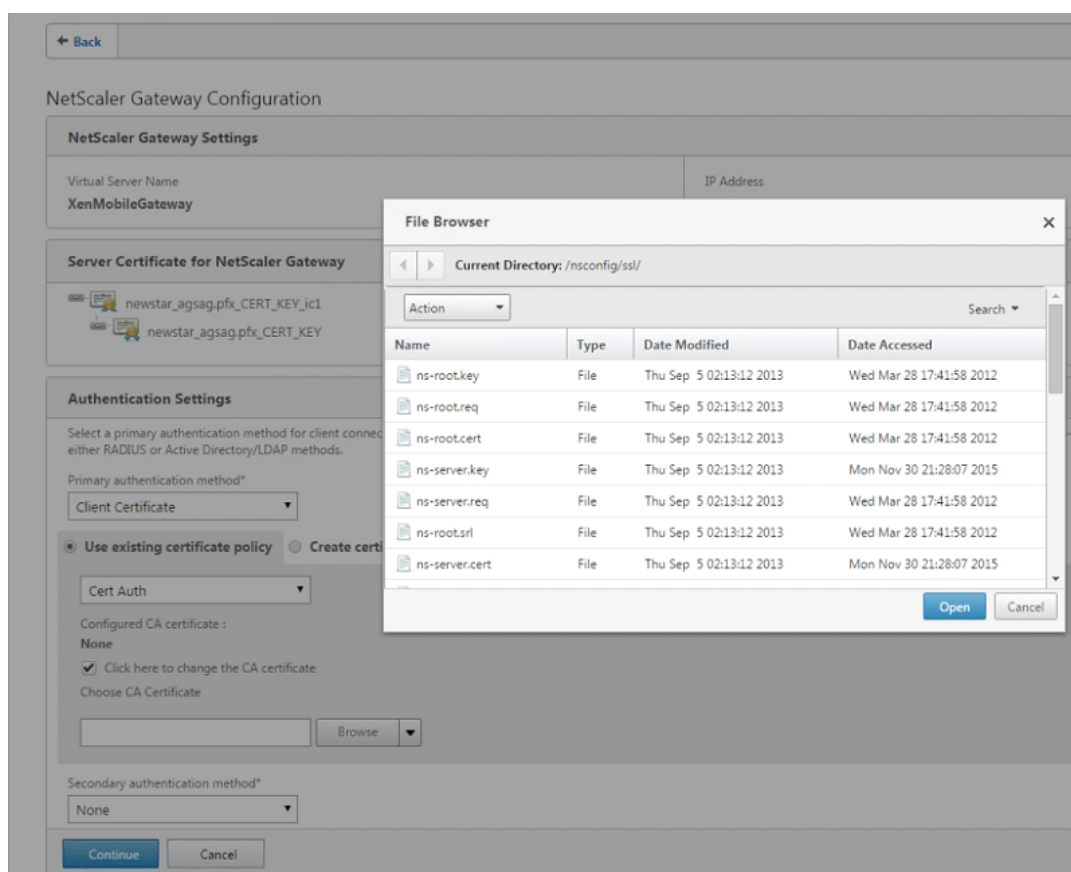 Back
NetScaler Gateway Configuration
NetScaler Gateway Settings
Virtual Server Name
IP Address
XenMobileGateway
Server Certificate for NetScaler Gateway
newstar_agsag.pfx_CERT_KEY_ic1
newstar_agsag.pfx_CERT_KEY
Authentication Settings
Select a primary authentication method for client connec
either RADIUS or Active Directory/LDAP methods.
Primary authentication method*
Client Certificate
Use existing certificate policy Create certi
Cert Auth
Configured CA certificate :
None
Click here to change the CA certificate
Choose CA Certificate
Browse
Secondary authentication method*
None
Continue Cancel
File Browser
Current Directory: /nsconfig/ssl/
Action Search
Name Type Date Modified Date Accessed
ns-root.key File Thu Sep 5 02:13:12 2013 Wed Mar 28 17:41:58 2012
ns-root.req File Thu Sep 5 02:13:12 2013 Wed Mar 28 17:41:58 2012
ns-root.cert File Thu Sep 5 02:13:12 2013 Wed Mar 28 17:41:58 2012
ns-server.key File Thu Sep 5 02:13:12 2013 Mon Nov 30 21:28:07 2015
ns-server.req File Thu Sep 5 02:13:12 2013 Wed Mar 28 17:41:58 2012
ns-root.srl File Thu Sep 5 02:13:12 2013 Wed Mar 28 17:41:58 2012
ns-server.cert File Thu Sep 5 02:13:12 2013 Mon Nov 30 21:28:07 2015
Open Cancel